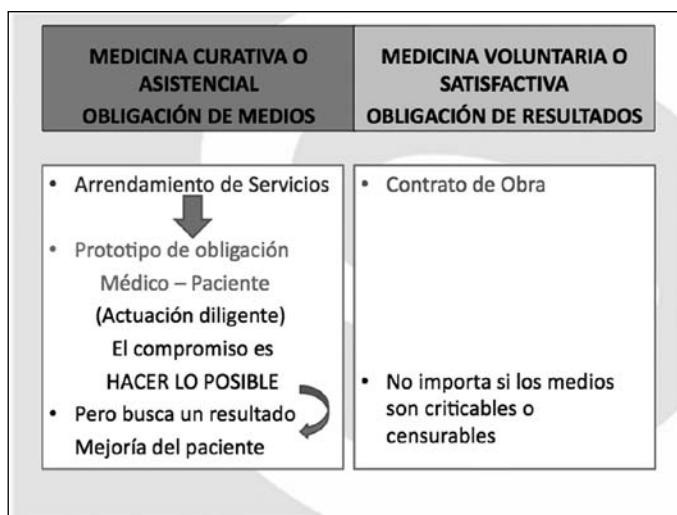 MEDICINA CURATIVA O
ASISTENCIAL
OBLIGACIÓN DE MEDIOS
MEDICINA VOLUNTARIA O
SATISFACTIVA
OBLIGACIÓN DE RESULTADOS
• Arrendamiento de Servicios
• Prototipo de obligación
Médico – Paciente
(Actuación diligente)
El compromiso es
HACER LO POSIBLE
• Pero busca un resultado
Mejoría del paciente
• Contrato de Obra
• No importa si los medios
son criticables o
censurables